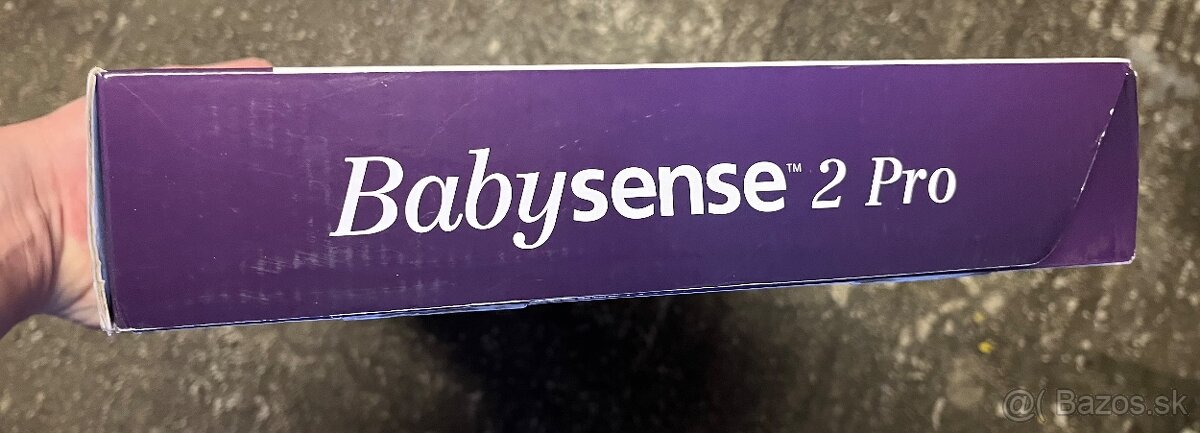 Babysense™ 2 Pro
@( Bazos.sk